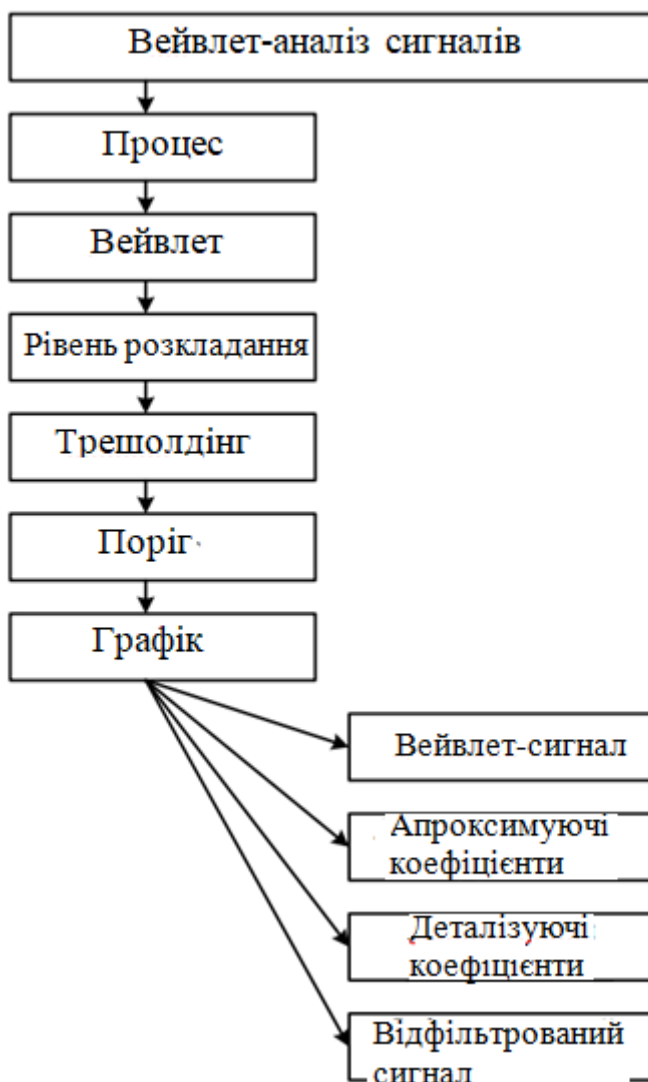 Вейвлет-аналіз сигналів
Процес
Вейвлет
Рівень розкладання
Трешолдінг
Поріг
Графік
Вейвлет-сигнал
Апроксимуючі
коефіцієнти
Деталізуючі
коефіцієнти
Відфільтрований
сигнал